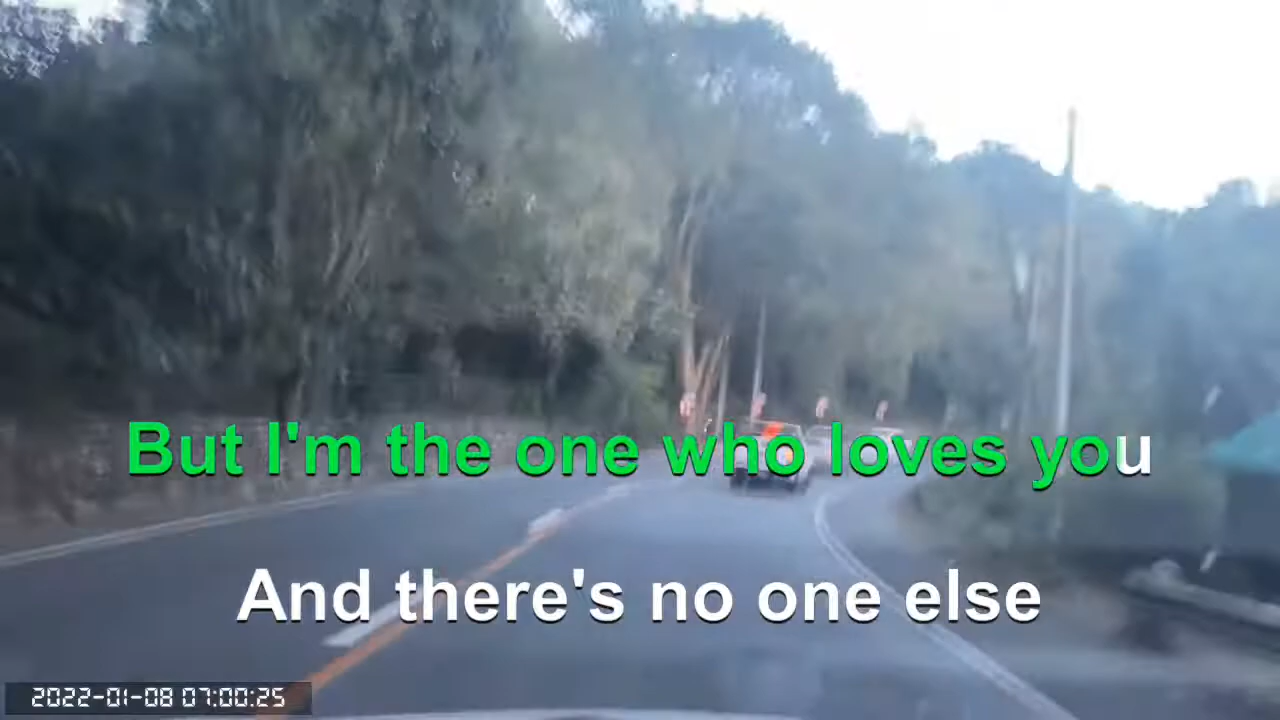 But I'm the one who loves you
And there's no one else
2022-01-08 07:00:25